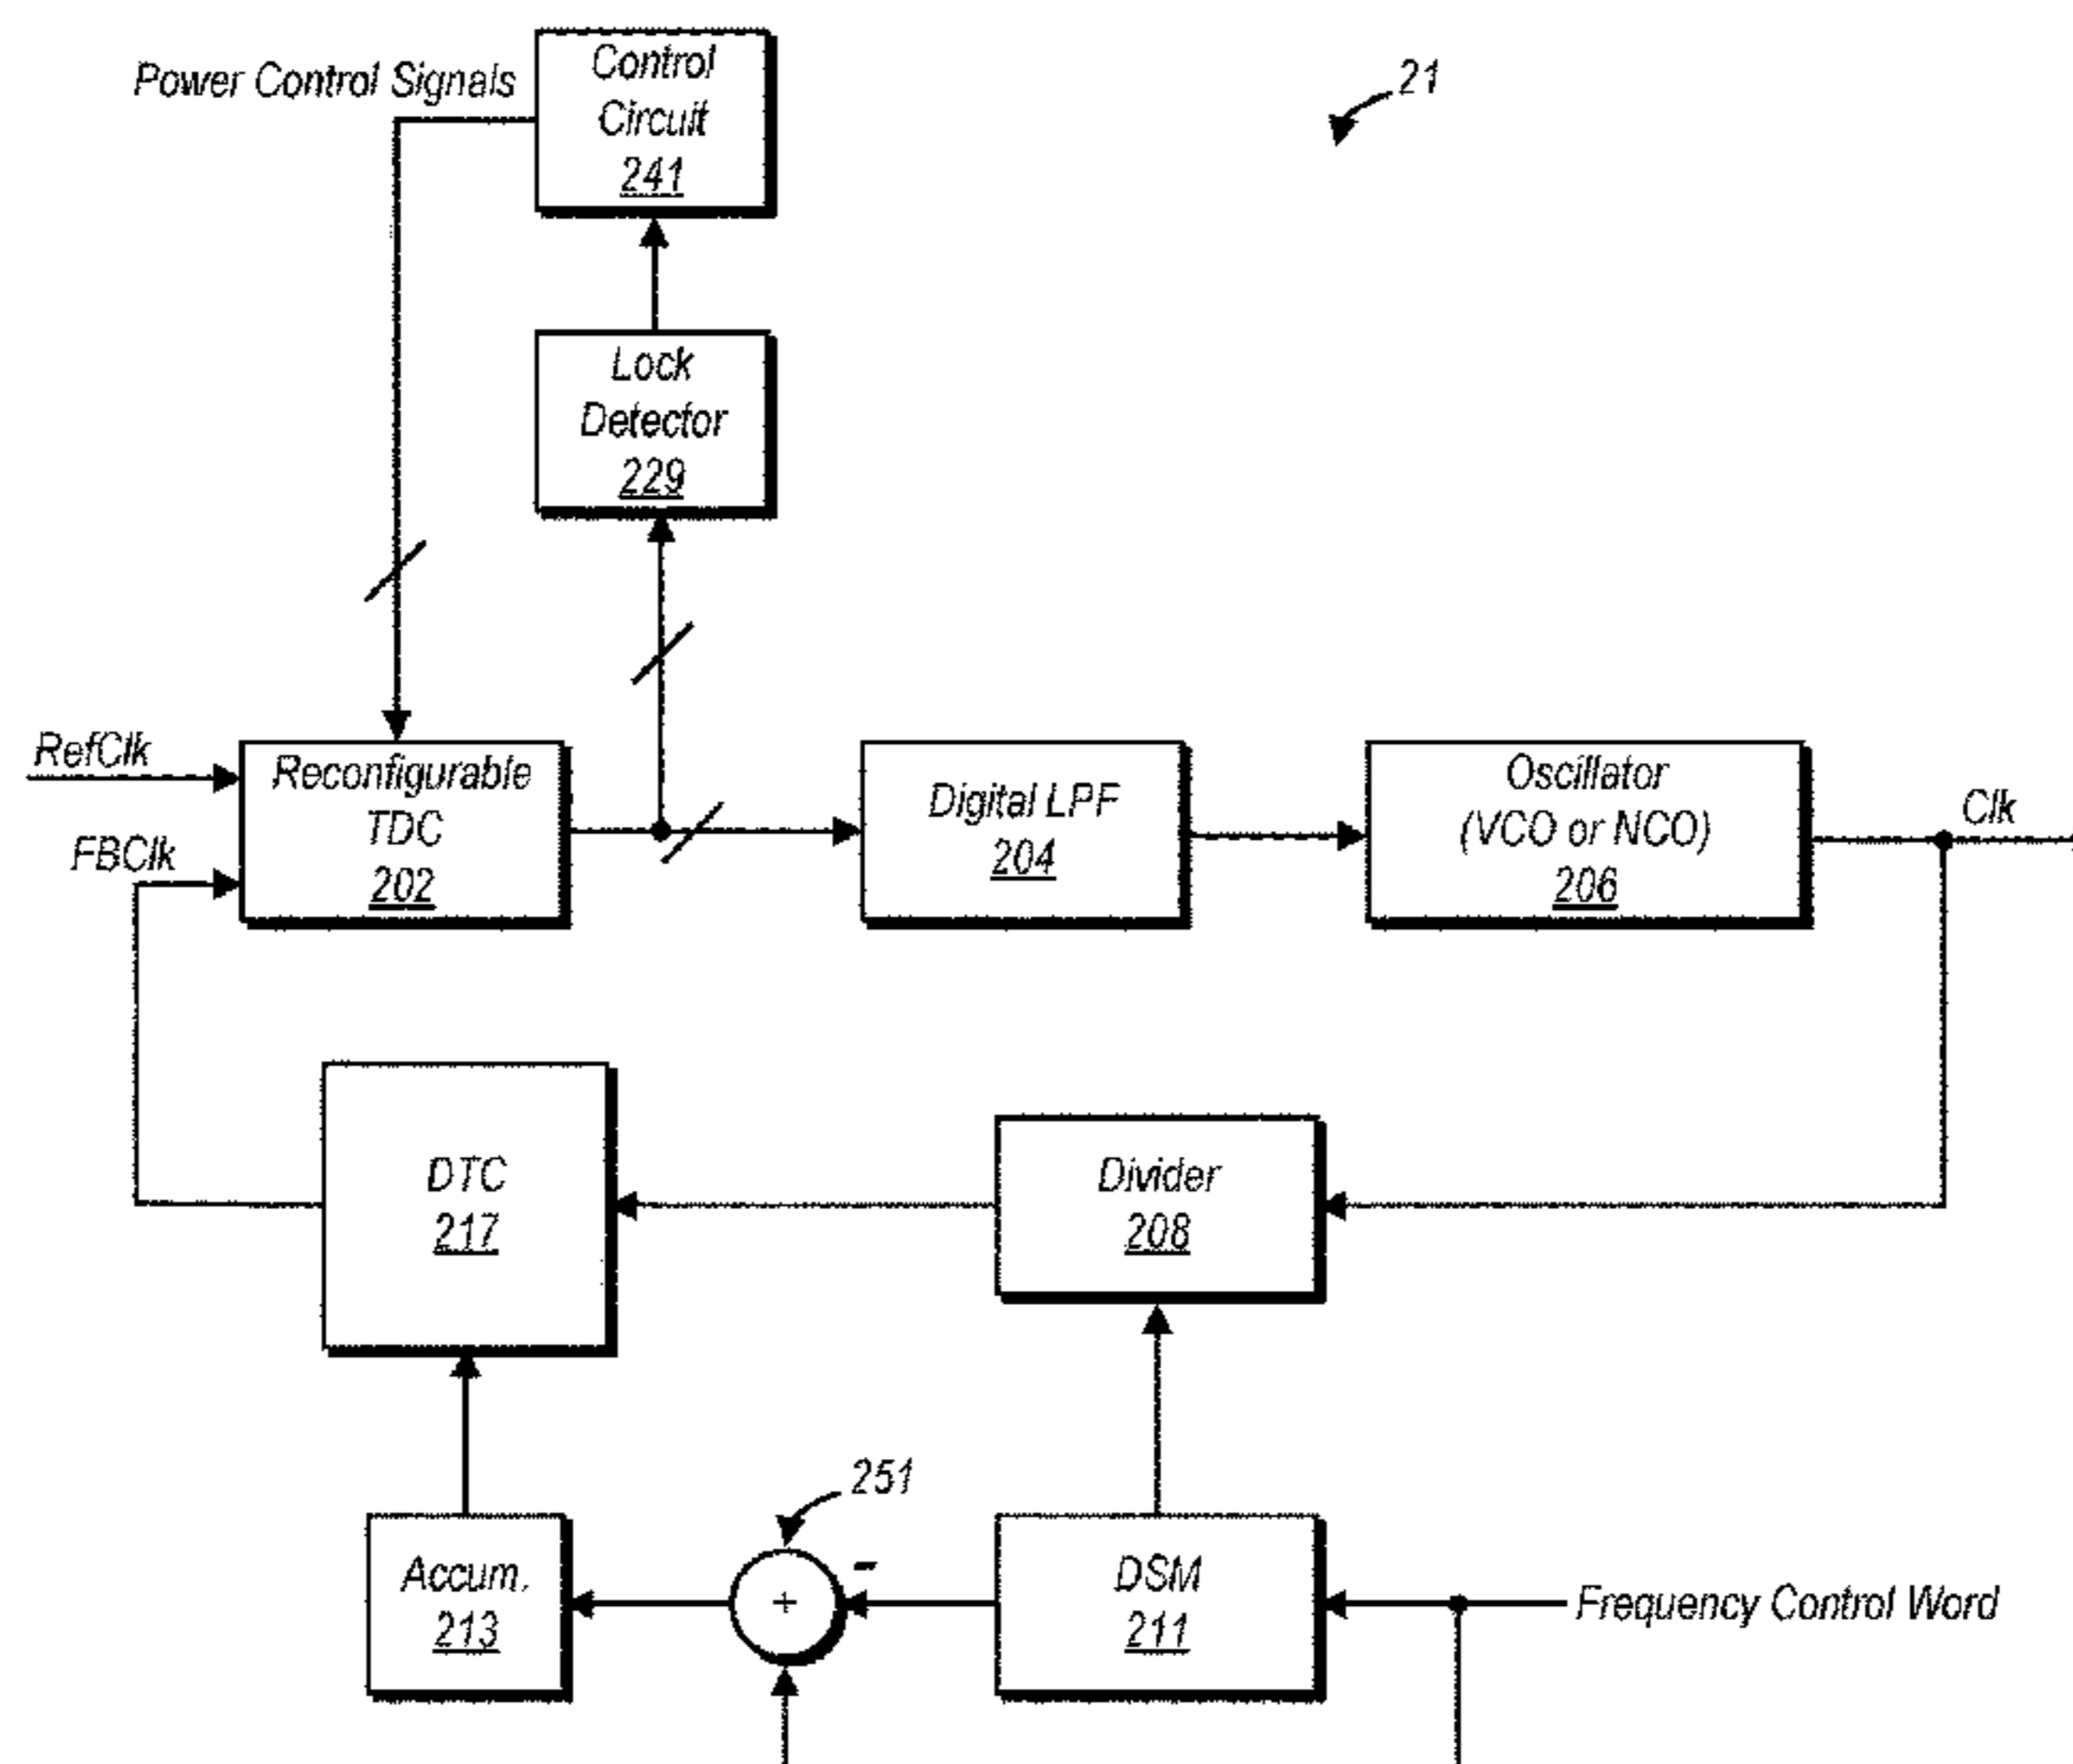 Power Control Signals
Control
Circuit
241
21
Lock
Detector
229
RefClk
FBClk
Reconfigurable
TDC
202
Digital LPF
204
Oscillator
(VCO or NCO)
206
Clk
DTC
217
Divider
208
251
Accum.
213
+
-
DSM
211
Frequency Control Word